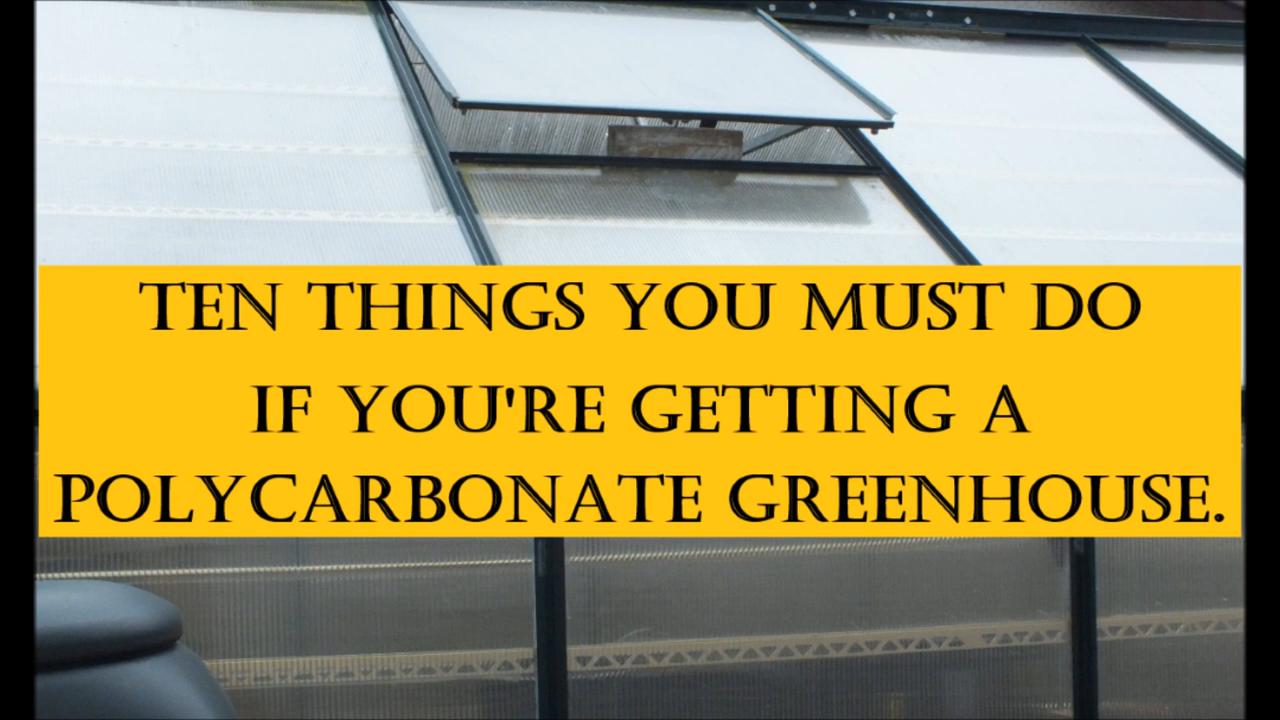 TEN THINGS YOU MUST DO
IF YOU'RE GETTING A
POLYCARBONATE GREENHOUSE.